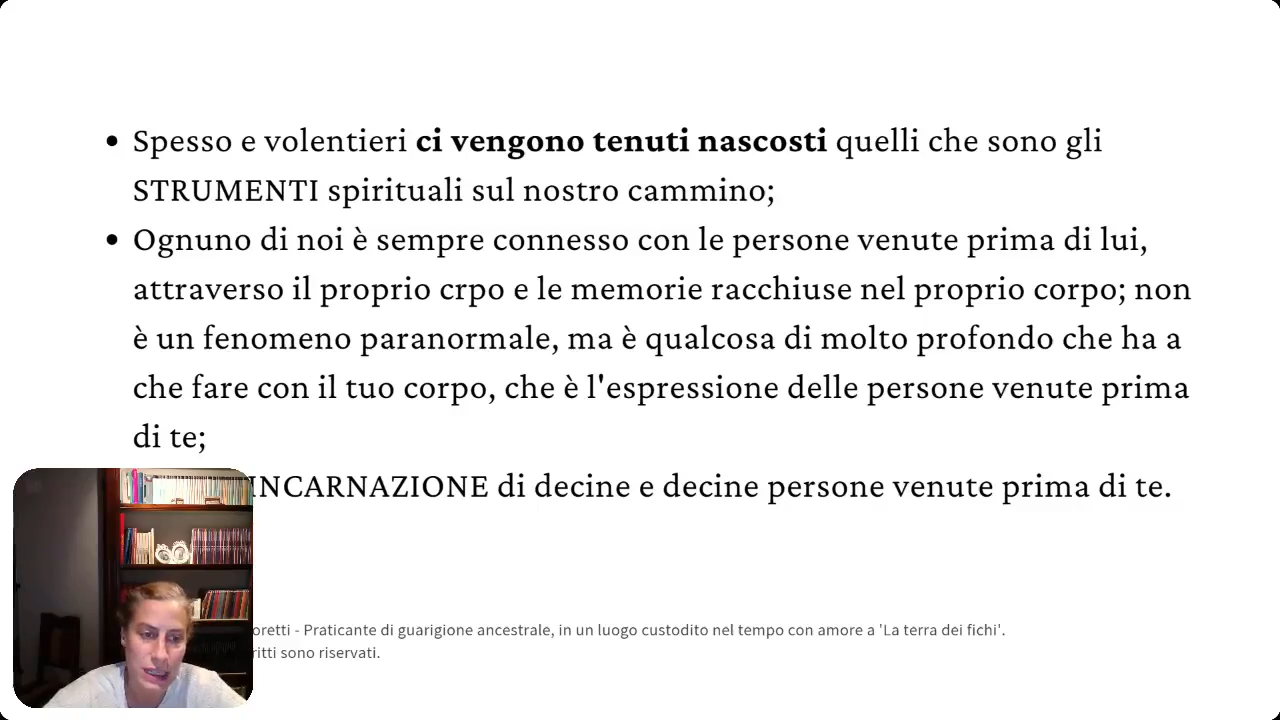 Spesso e volentieri ci vengono tenuti nascosti quelli che sono gli
STRUMENTI spirituali sul nostro cammino;
Ognuno di noi è sempre connesso con le persone venute prima di lui,
attraverso il proprio crpo e le memorie racchiuse nel proprio corpo; non
è un fenomeno paranormale, ma è qualcosa di molto profondo che ha a
che fare con il tuo corpo, che è l'espressione delle persone venute prima
di te;
INCARNAZIONE di decine e decine persone venute prima di te.
oretti - Praticante di guarigione ancestrale, in un luogo custodito nel tempo con amore a 'La terra dei fichi'.
ritti sono riservati.